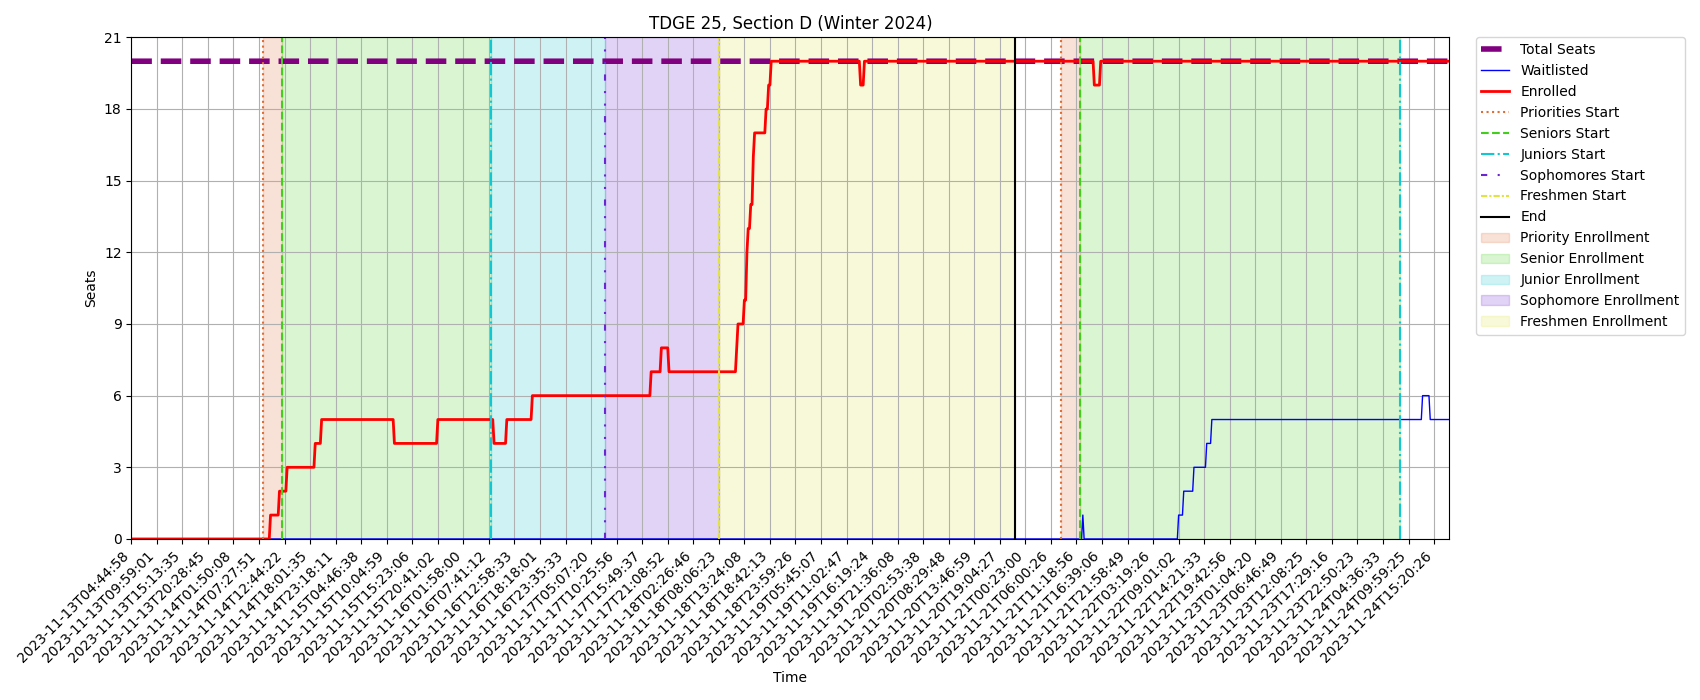 TDGE 25, Section D (Winter 2024)
21
18
15
12
9
6
3
0
Seats
2023-11-13T04:44:58
2023-11-13T09:59:01
2023-11-13T15:13:35
2023-11-13T20:28:45
2023-11-14T01:50:09
2023-11-14T07:27:51
2023-11-14T12:44:22
2023-11-14T18:01:35
2023-11-14T23:18:11
2023-11-15T04:46:38
2023-11-15T10:04:59
2023-11-15T15:23:06
2023-11-15T20:41:02
2023-11-16T01:58:00
2023-11-16T07:41:12
2023-11-16T12:58:33
2023-11-16T18:18:01
2023-11-16T23:35:33
2023-11-17T05:07:20
2023-11-17T10:25:56
2023-11-17T15:49:37
2023-11-17T21:08:52
2023-11-18T02:26:46
2023-11-18T08:06:23
2023-11-18T13:24:08
2023-11-18T18:42:13
2023-11-18T23:59:26
2023-11-19T05:45:07
2023-11-19T11:02:47
2023-11-19T16:19:24
2023-11-19T21:36:08
2023-11-20T02:53:38
2023-11-20T08:29:48
2023-11-20T13:46:59
2023-11-20T19:04:27
2023-11-21T00:23:00
2023-11-21T06:00:26
2023-11-21T11:18:56
2023-11-21T16:39:06
2023-11-21T21:58:49
2023-11-22T03:19:26
2023-11-22T09:01:02
2023-11-22T14:21:33
2023-11-22T19:42:56
2023-11-23T01:04:20
2023-11-23T06:46:49
2023-11-23T12:08:25
2023-11-23T17:29:16
2023-11-23T22:50:23
2023-11-24T04:36:33
2023-11-24T09:59:25
2023-11-24T15:20:26
Time
Total Seats
Waitlisted
Enrolled
Priorities Start
Seniors Start
Juniors Start
Sophomores Start
Freshmen Start
End
Priority Enrollment
Senior Enrollment
Junior Enrollment
Sophomore Enrollment
Freshmen Enrollment